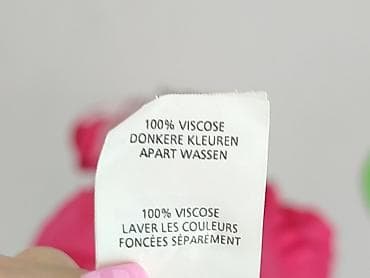 100% VISCOSE
DONKERE KLEUREN
APART WASSEN
100% VISCOSE
LAVER LES COULEURS
FONCÉES SÉPAREMENT